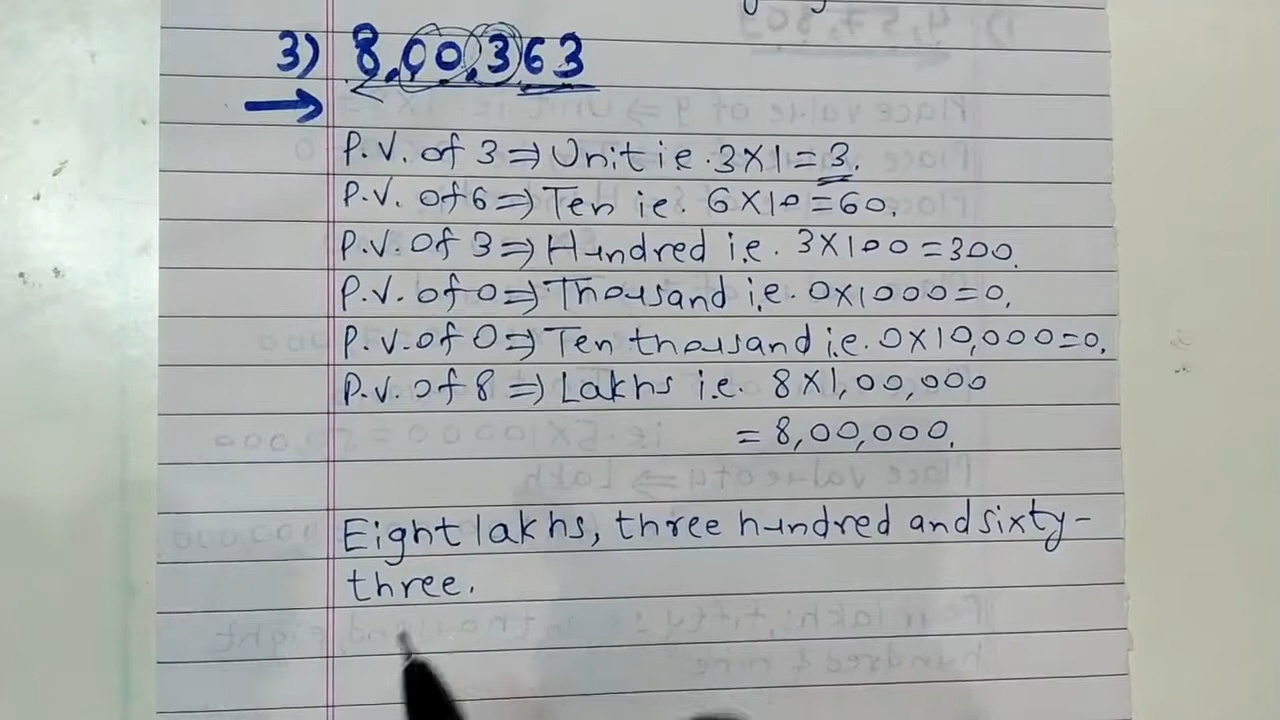 3) 8,00,363
P.V. of 3 ⇒ Unit i.e. 3×1=3.
P.V. of 6 ⇒ Ten ie. 6×10=60.
P.V. of 3 ⇒ Hundred i.e. 3×100=300.
P.V. of 0 ⇒ Thousand i.e. 0×1000=0.
P.V. of 0 ⇒ Ten thousand i.e. 0×10,000=0.
P.V. of 8 ⇒ Lakhs i.e. 8×1,00,000
= 8,00,000.
Eight lakhs, three hundred and sixty-
three.